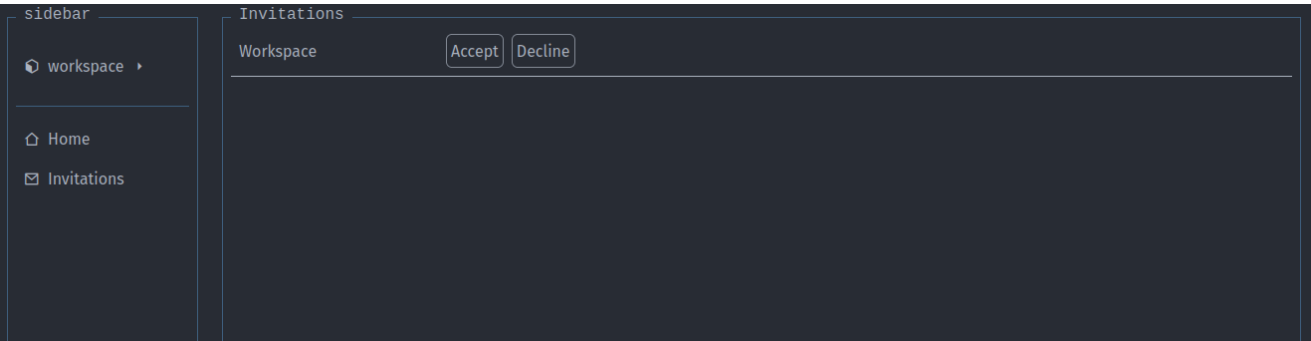 sidebar
workspace
Home
Invitations
Invitations
Workspace Accept Decline